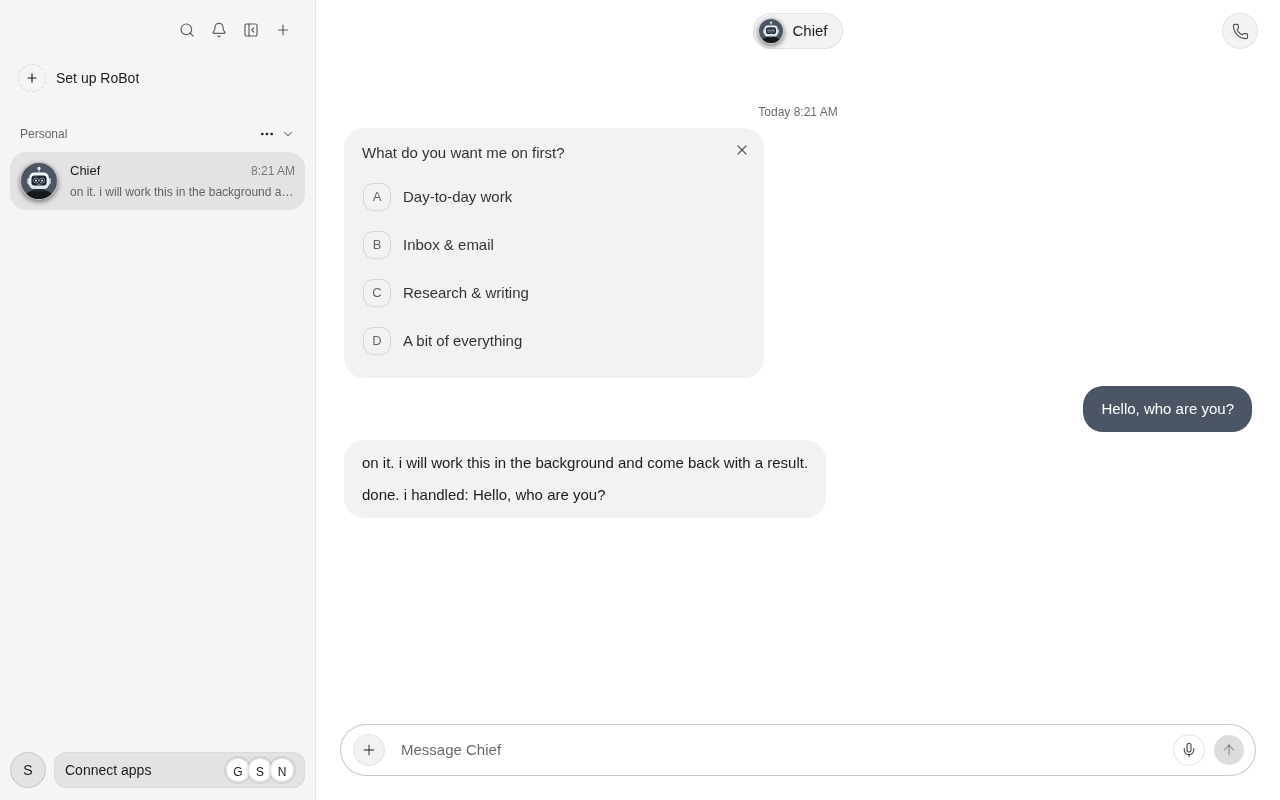 Set up RoBot
Personal
Chief
8:21 AM
on it. i will work this in the background a...
S
Connect apps
G
S
N
Chief
Today 8:21 AM
What do you want me on first?
A
Day-to-day work
B
Inbox & email
C
Research & writing
D
A bit of everything
Hello, who are you?
on it. i will work this in the background and come back with a result.
done. i handled: Hello, who are you?
Message Chief